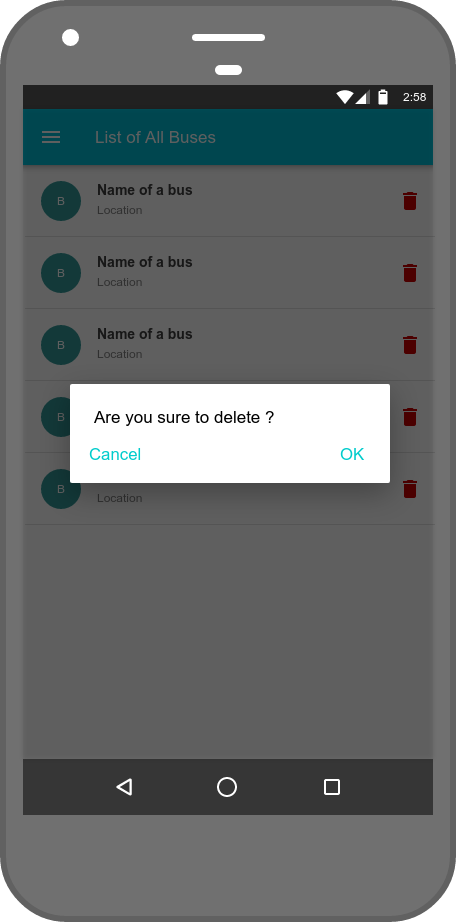 2:58
List of All Buses
B
Name of a bus
Location
B
Name of a bus
Location
B
Name of a bus
Location
B
Are you sure to delete ?
Cancel
OK
B
Location